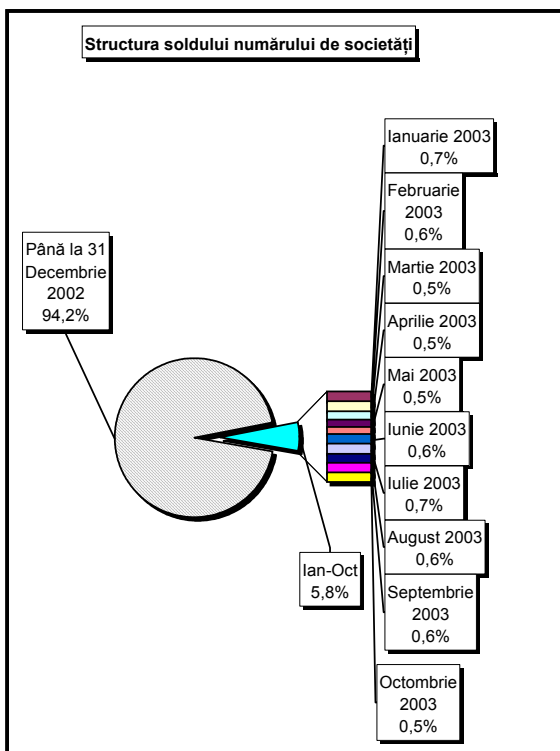 Structura soldului numărului de societăți
Până la 31
Decembrie
2002
94,2%
Ian-Oct
5,8%
Ianuarie 2003
0,7%
Februarie
2003
0,6%
Martie 2003
0,5%
Aprilie 2003
0,5%
Mai 2003
0,5%
Iunie 2003
0,6%
Iulie 2003
0,7%
August 2003
0,6%
Septembrie
2003
0,6%
Octombrie
2003
0,5%